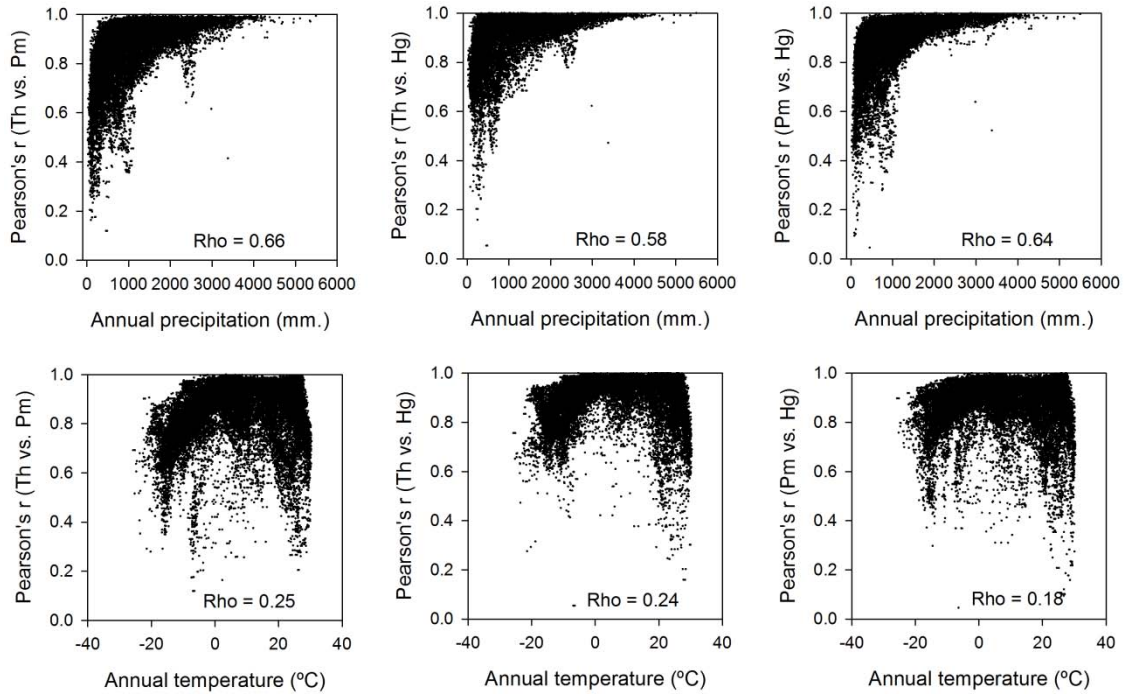 Pearson's r (Th vs. Pm)
1.0
0.8
0.6
0.4
0.2
0.0
Rho = 0.66
0 1000 2000 3000 4000 5000 6000
Annual precipitation (mm.)
Pearson's r (Th vs. Hg)
1.0
0.8
0.6
0.4
0.2
0.0
Rho = 0.58
0 1000 2000 3000 4000 5000 6000
Annual precipitation (mm.)
Pearson's r (Pm vs. Hg)
1.0
0.8
0.6
0.4
0.2
0.0
Rho = 0.64
0 1000 2000 3000 4000 5000 6000
Annual precipitation (mm.)
Pearson's r (Th vs. Pm)
1.0
0.8
0.6
0.4
0.2
0.0
Rho = 0.25
-40 -20 0 20 40
Annual temperature (ºC)
Pearson's r (Th vs. Hg)
1.0
0.8
0.6
0.4
0.2
0.0
Rho = 0.24
-40 -20 0 20 40
Annual temperature (ºC)
Pearson's r (Pm vs. Hg)
1.0
0.8
0.6
0.4
0.2
0.0
Rho = 0.18
-40 -20 0 20 40
Annual temperature (ºC)